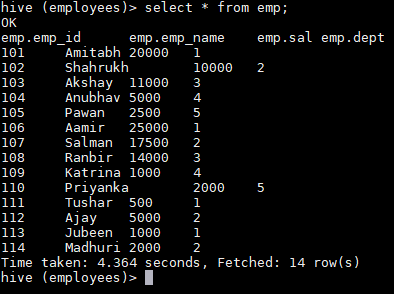 hive (employees)> select * from emp;
OK
emp.emp_id emp.emp_name emp.sal emp.dept
101 Amitabh 20000 1
102 Shahrukh 10000 2
103 Akshay 11000 3
104 Anubhav 5000 4
105 Pawan 2500 5
106 Aamir 25000 1
107 Salman 17500 2
108 Ranbir 14000 3
109 Katrina 1000 4
110 Priyanka 2000 5
111 Tushar 500 1
112 Ajay 5000 2
113 Jubeen 1000 1
114 Madhuri 2000 2
Time taken: 4.364 seconds, Fetched: 14 row(s)
hive (employees)>